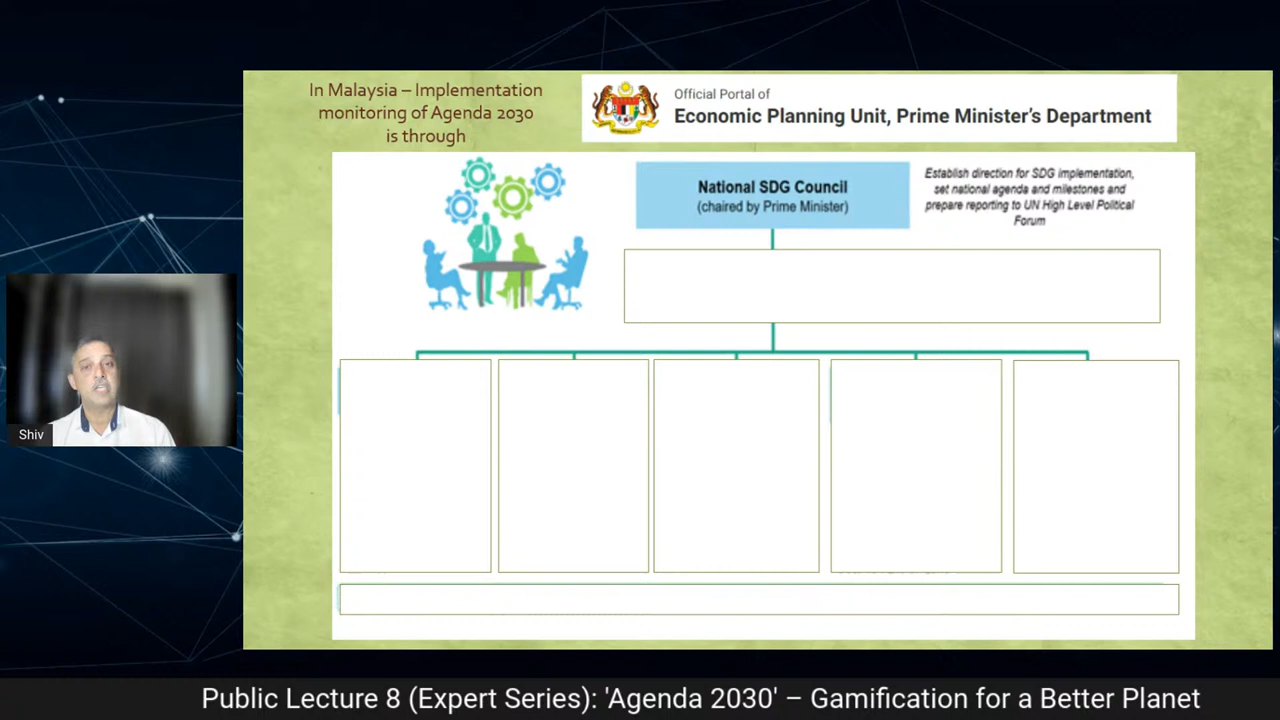 In Malaysia – Implementation
monitoring of Agenda 2030
is through
Official Portal of
Economic Planning Unit, Prime Minister's Department
National SDG Council
(chaired by Prime Minister)
Establish direction for SDG implementation,
set national agenda and milestones and
prepare reporting to UN High Level Political
Forum
Shiv
Public Lecture 8 (Expert Series): 'Agenda 2030' – Gamification for a Better Planet